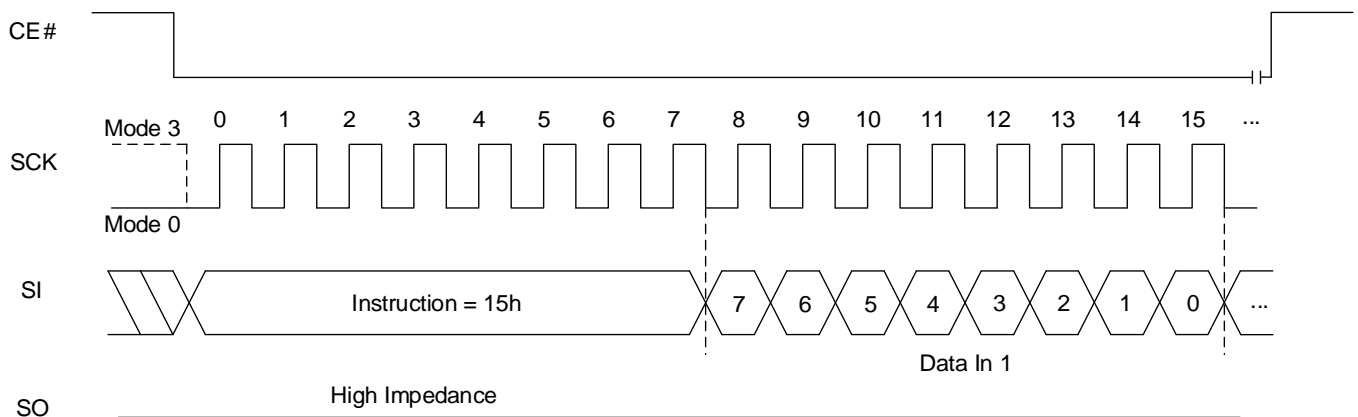 CE#
Mode 3
0 1 2 3 4 5 6 7 8 9 10 11 12 13 14 15 ...
SCK
Mode 0
SI
Instruction = 15h
7 6 5 4 3 2 1 0 ...
Data In 1
High Impedance
SO